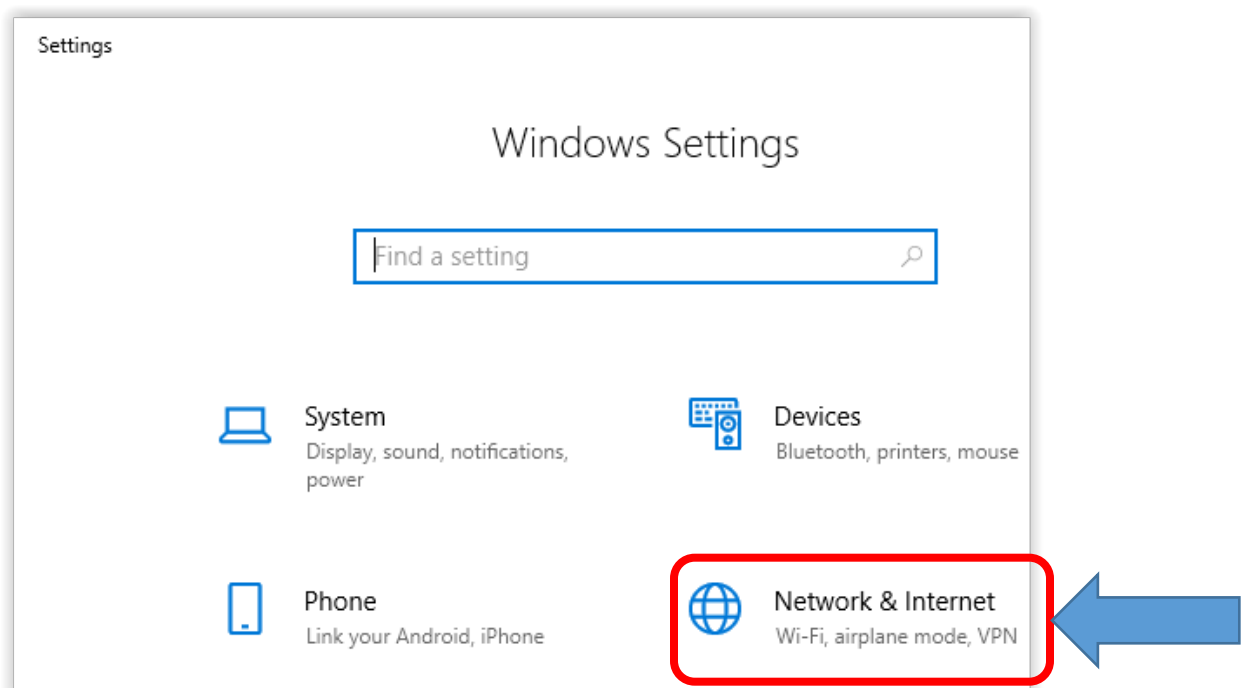 Settings
Windows Settings
Find a setting
System
Display, sound, notifications,
power
Devices
Bluetooth, printers, mouse
Phone
Link your Android, iPhone
Network & Internet
Wi-Fi, airplane mode, VPN